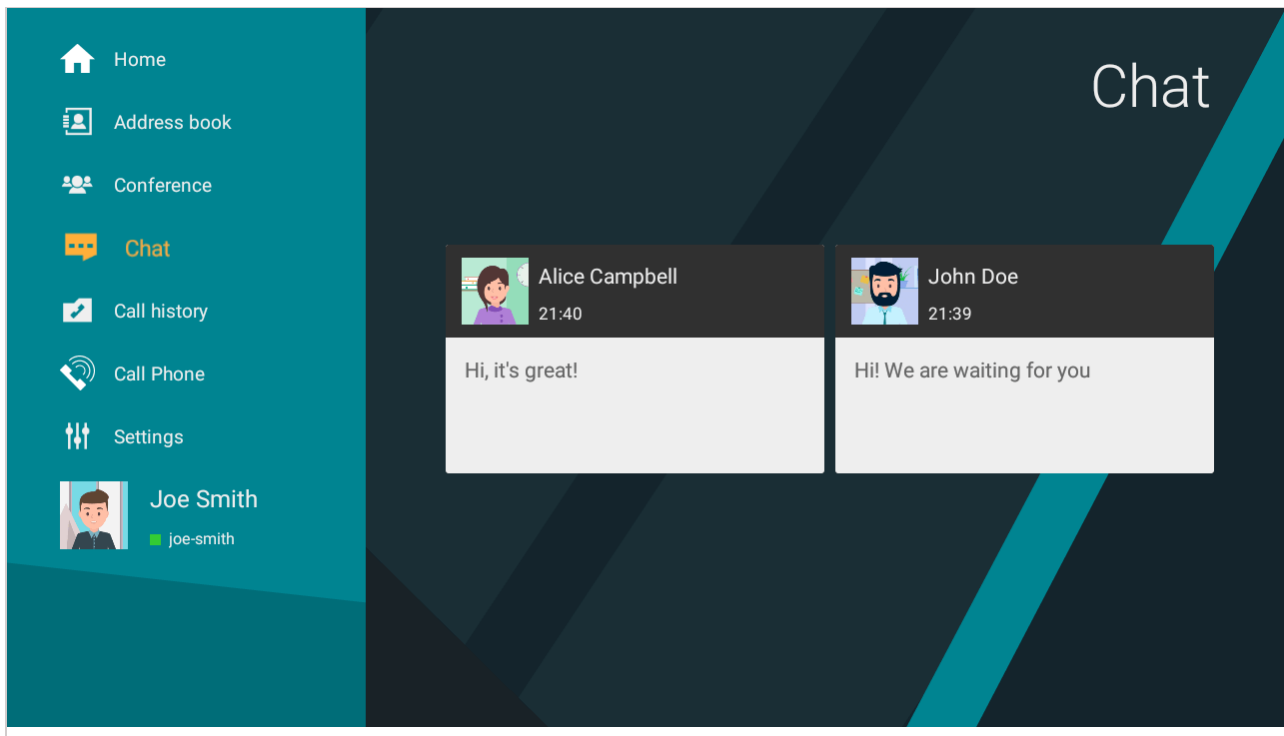 Home
Address book
Conference
Chat
Call history
Call Phone
Settings
Joe Smith
joe-smith
Chat
Alice Campbell
21:40
Hi, it's great!
John Doe
21:39
Hi! We are waiting for you